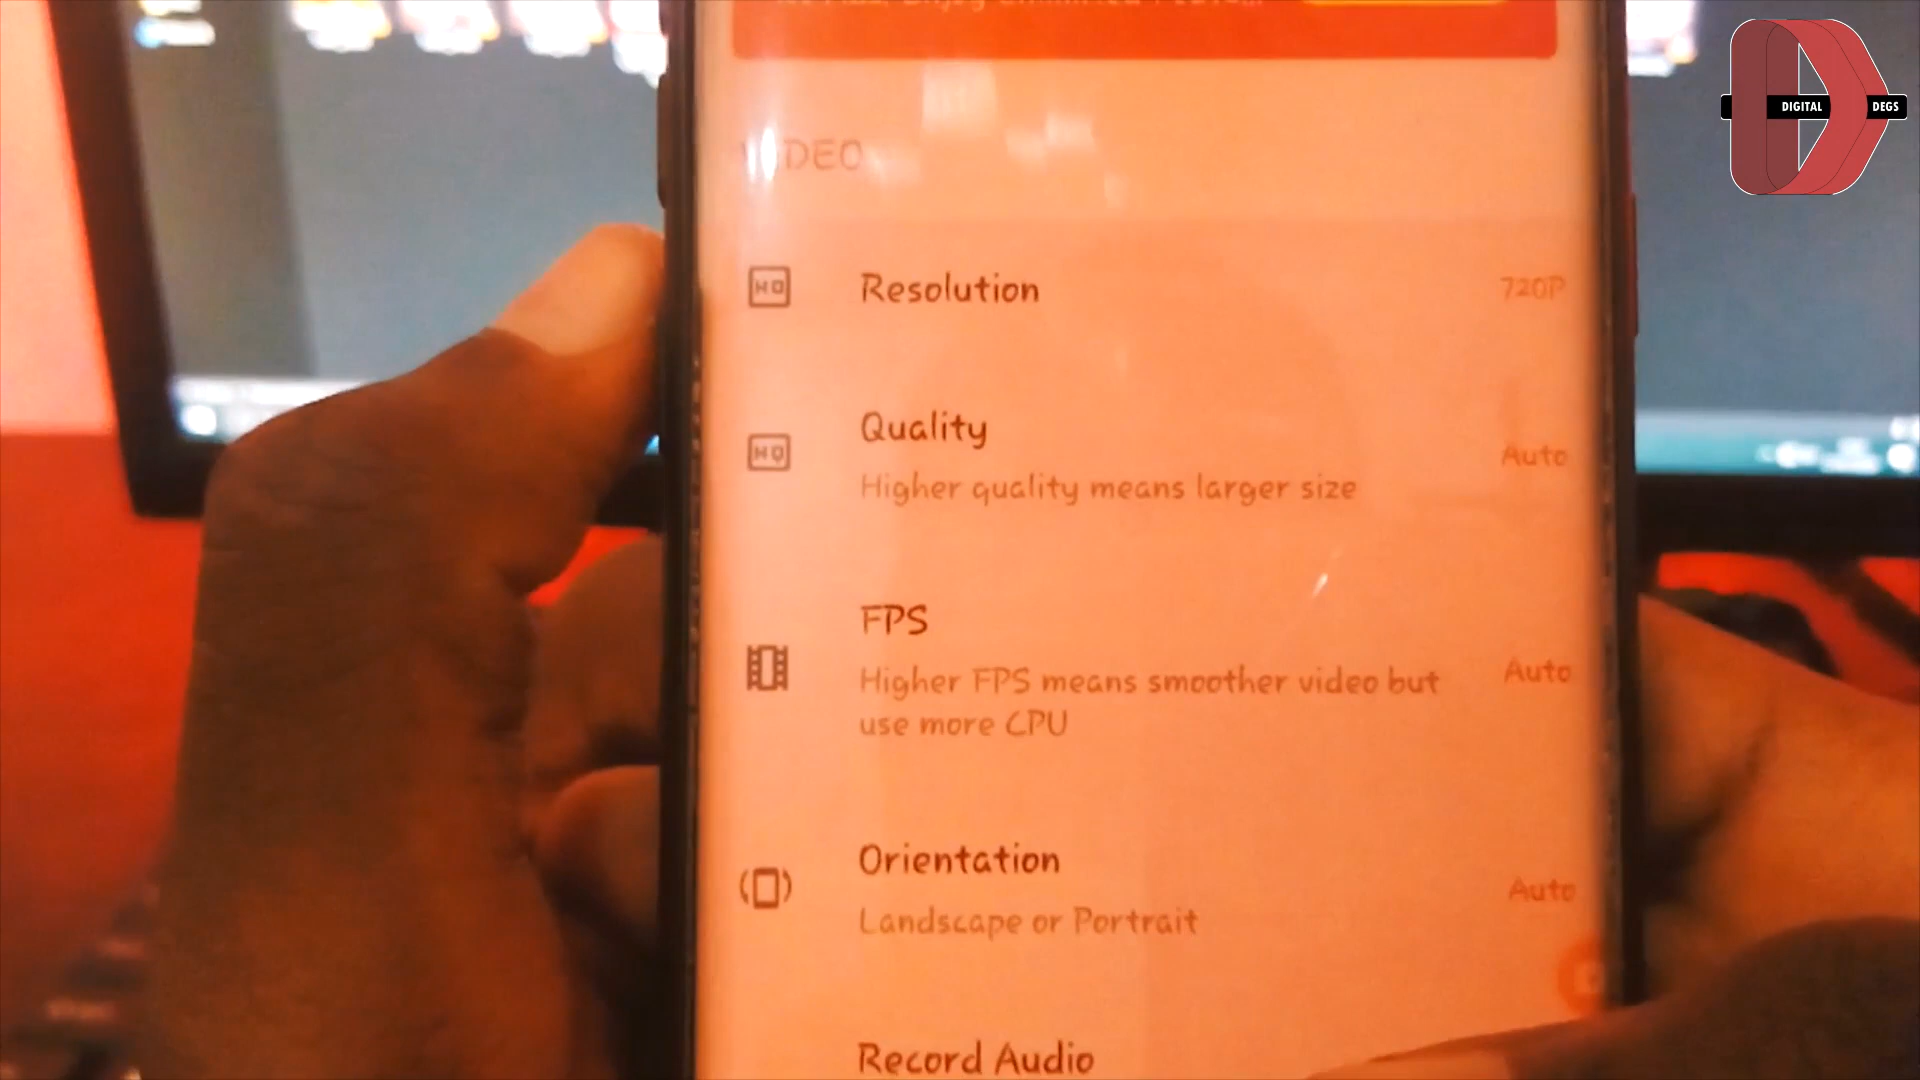 DIGITAL DEGS
VIDEO
Resolution 720P
Quality
Auto
Higher quality means larger size
FPS
Higher FPS means smoother video but
Auto
use more CPU
Orientation
Auto
Landscape or Portrait
Record Audio